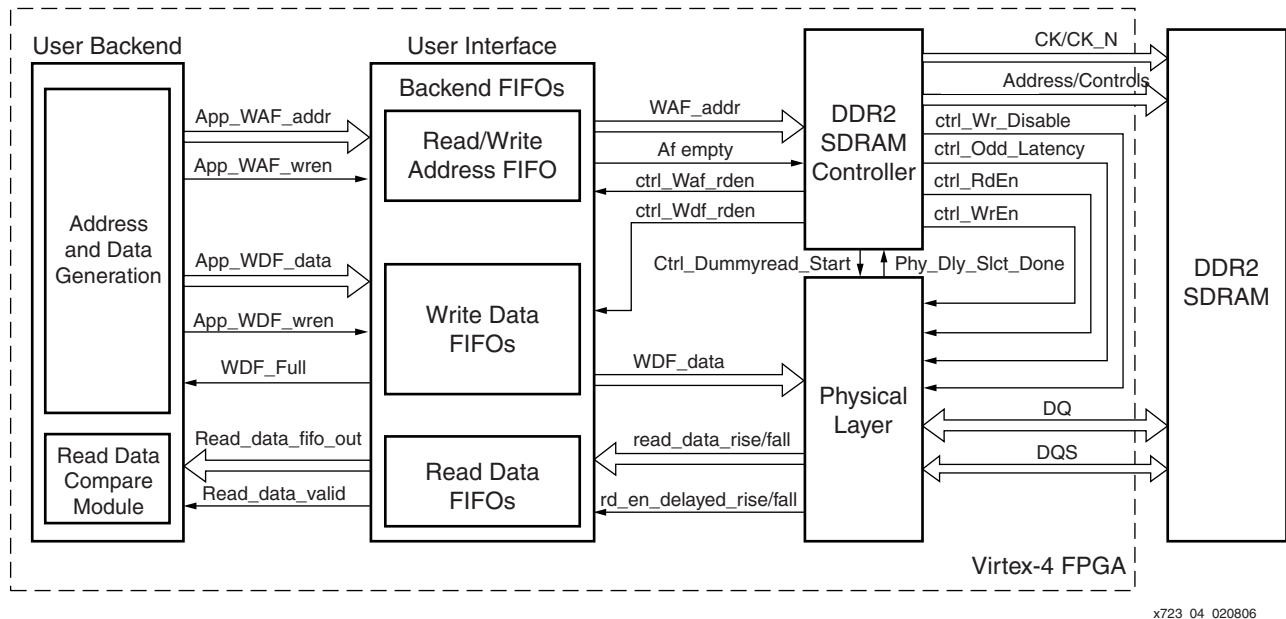 User Backend
User Interface
CK/CK_N
Backend FIFOs
Address/Controls
App_WAF_addr
WAF_addr
DDR2
SDRAM
Controller
ctrl_Wr_Disable
Read/Write
Address FIFO
Af empty
ctrl_Odd_Latency
App_WAF_wren
ctrl_Waf_rden
ctrl_RdEn
ctrl_Wdf_rden
ctrl_WrEn
Address
and Data
Generation
App_WDF_data
Ctrl_Dummyread_Start
Phy_Dly_Slct_Done
DDR2
SDRAM
App_WDF_wren
Write Data
FIFOs
WDF_Full
WDF_data
Physical
Layer
DQ
Read_data_fifo_out
read_data_rise/fall
DQS
Read Data
Compare
Module
Read Data
FIFOs
Read_data_valid
rd_en_delayed_rise/fall
Virtex-4 FPGA
x723_04_020806